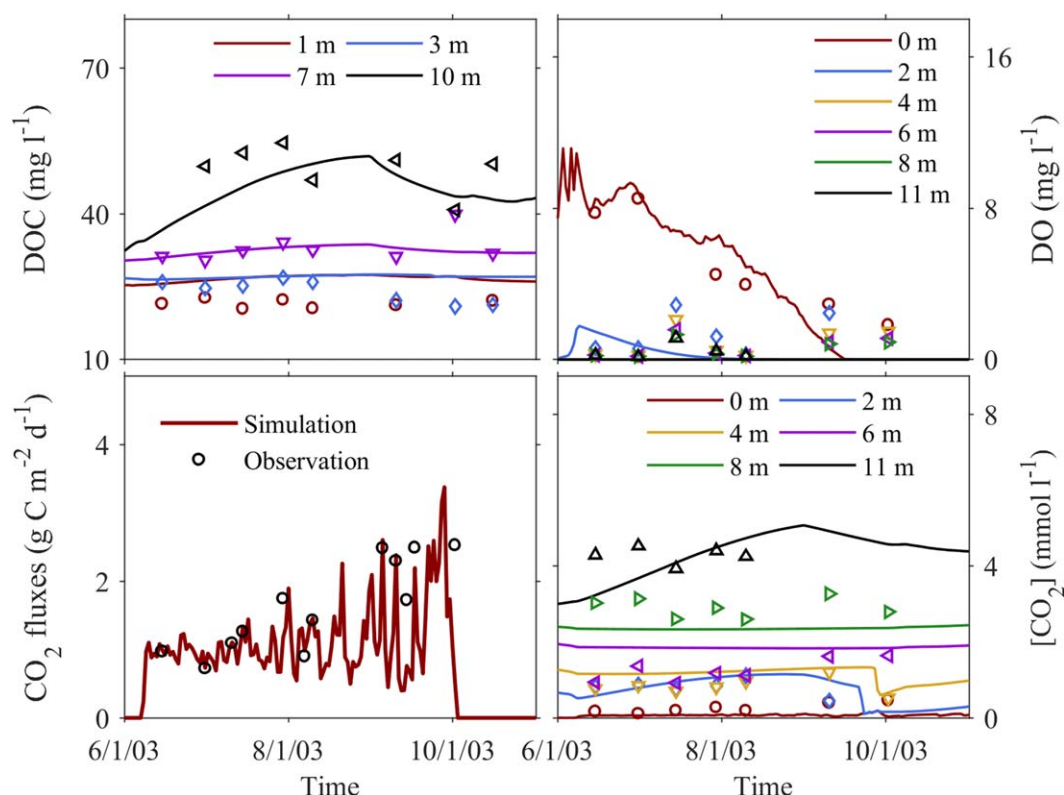 1 m 3 m
7 m 10 m
70
40
10
DOC (mg l⁻¹)
0 m
2 m
4 m
6 m
8 m
11 m
16
8
0
DO (mg l⁻¹)
Simulation
Observation
4
2
0
CO₂ fluxes (g C m⁻² d⁻¹)
6/1/03 8/1/03 10/1/03
Time
0 m 2 m
4 m 6 m
8 m 11 m
8
4
0
[CO₂] (mmol l⁻¹)
6/1/03 8/1/03 10/1/03
Time